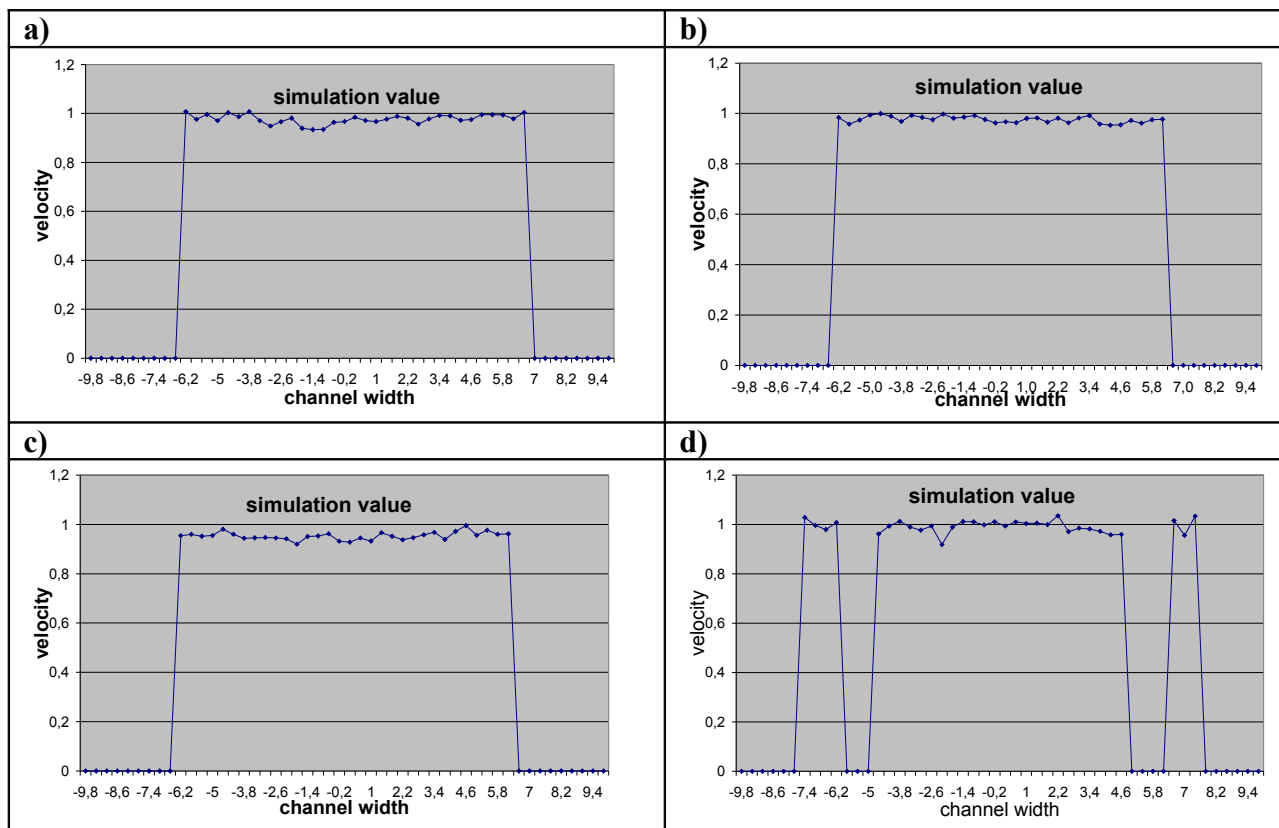 a)
simulation value
velocity
1,2
1
0,8
0,6
0,4
0,2
0
-9,8 -8,6 -7,4 -6,2 -5 -3,8 -2,6 -1,4 -0,2 1 2,2 3,4 4,6 5,8 7 8,2 9,4
channel width
b)
simulation value
velocity
1,2
1
0,8
0,6
0,4
0,2
0
-9,8 -8,6 -7,4 -6,2 -5,0 -3,8 -2,6 -1,4 -0,2 1,0 2,2 3,4 4,6 5,8 7,0 8,2 9,4
channel width
c)
simulation value
velocity
1,2
1
0,8
0,6
0,4
0,2
0
-9,8 -8,6 -7,4 -6,2 -5 -3,8 -2,6 -1,4 -0,2 1 2,2 3,4 4,6 5,8 7 8,2 9,4
channel width
d)
simulation value
velocity
1,2
1
0,8
0,6
0,4
0,2
0
-9,8 -8,6 -7,4 -6,2 -5 -3,8 -2,6 -1,4 -0,2 1 2,2 3,4 4,6 5,8 7 8,2 9,4
channel width